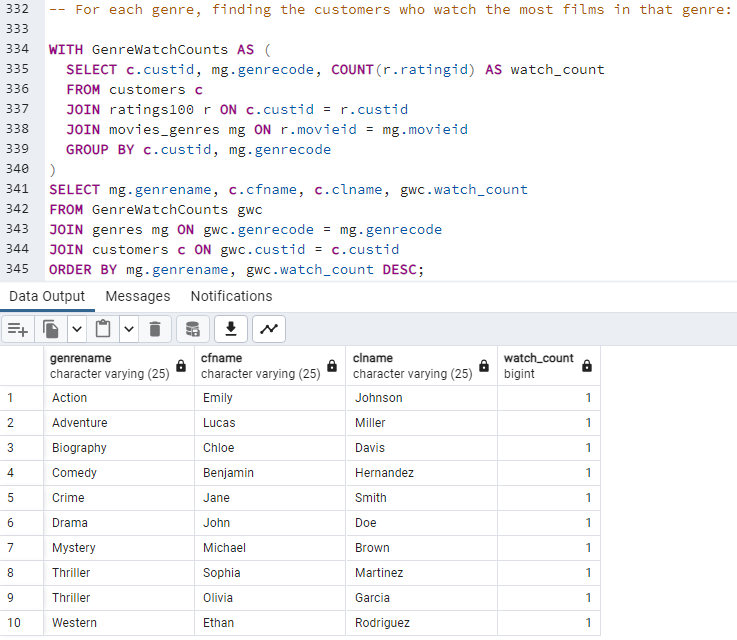 332 -- For each genre, finding the customers who watch the most films in that genre:
333
334 WITH GenreWatchCounts AS (
335 SELECT c.custid, mg.genrecode, COUNT(r.ratingid) AS watch_count
336 FROM customers c
337 JOIN ratings100 r ON c.custid = r.custid
338 JOIN movies_genres mg ON r.movieid = mg.movieid
339 GROUP BY c.custid, mg.genrecode
340 )
341 SELECT mg.genrename, c.cfname, c.clname, gwc.watch_count
342 FROM GenreWatchCounts gwc
343 JOIN genres mg ON gwc.genrecode = mg.genrecode
344 JOIN customers c ON gwc.custid = c.custid
345 ORDER BY mg.genrename, gwc.watch_count DESC;
Data Output Messages Notifications
genrename cfname clname watch_count
character varying (25) character varying (25) character varying (25) bigint
1 Action Emily Johnson 1
2 Adventure Lucas Miller 1
3 Biography Chloe Davis 1
4 Comedy Benjamin Hernandez 1
5 Crime Jane Smith 1
6 Drama John Doe 1
7 Mystery Michael Brown 1
8 Thriller Sophia Martinez 1
9 Thriller Olivia Garcia 1
10 Western Ethan Rodriguez 1